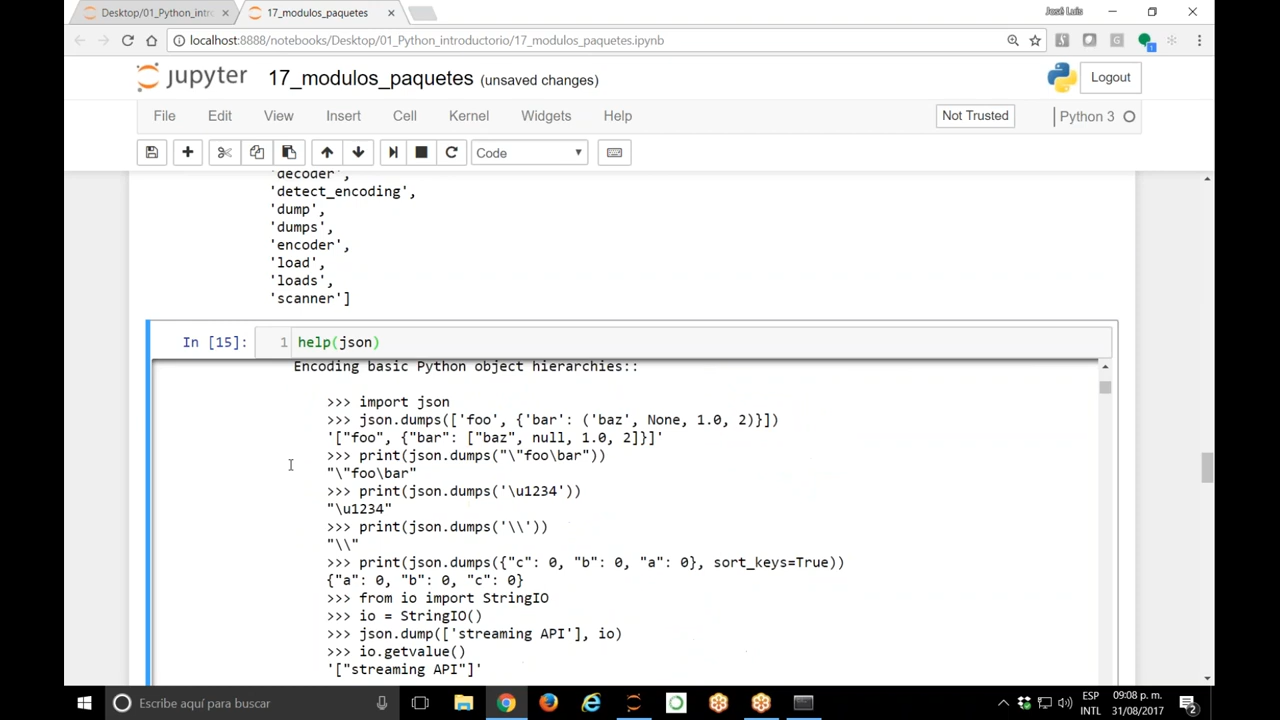 Desktop/01_Python_intro
17_modulos_paquetes
José Luis
localhost:8888/notebooks/Desktop/01_Python_introductorio/17_modulos_paquetes.ipynb
jupyter 17_modulos_paquetes (unsaved changes)
Logout
File Edit View Insert Cell Kernel Widgets Help
Not Trusted
Python 3
Code
'decoder',
'detect_encoding',
'dump',
'dumps',
'encoder',
'load',
'loads',
'scanner']
In [15]: 1 help(json)
Encoding basic Python object hierarchies::
>>> import json
>>> json.dumps(['foo', {'bar': ('baz', None, 1.0, 2)}])
'["foo", {"bar": ["baz", null, 1.0, 2]}]'
>>> print(json.dumps("\"foo\bar"))
"\"foo\bar"
>>> print(json.dumps('\u1234'))
"\u1234"
>>> print(json.dumps('\\'))
"\\"
>>> print(json.dumps({"c": 0, "b": 0, "a": 0}, sort_keys=True))
{"a": 0, "b": 0, "c": 0}
>>> from io import StringIO
>>> io = StringIO()
>>> json.dump(['streaming API'], io)
>>> io.getvalue()
'["streaming API"]'
Escribe aquí para buscar
ESP
INTL
09:08 p. m.
31/08/2017
2